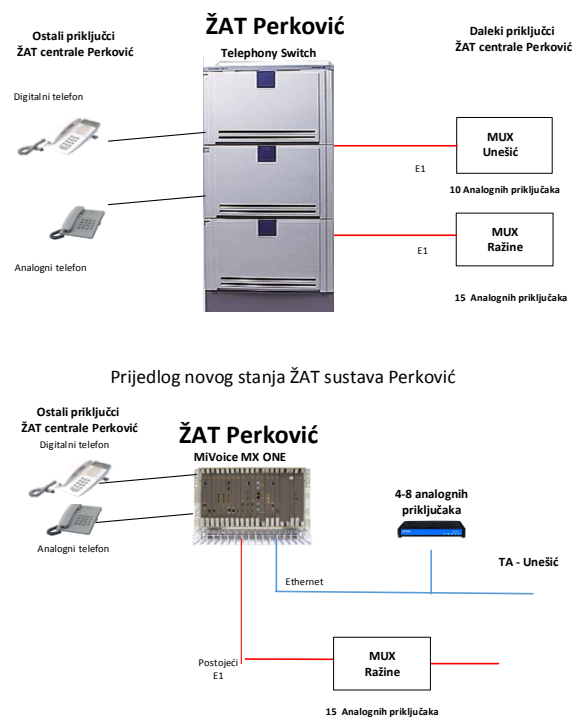 ŽAT Perković
Telephony Switch
Ostali priključci
ŽAT centrale Perković
Daleki priključci
ŽAT centrale Perković
Digitalni telefon
Analogni telefon
E1
MUX
Unešić
10 Analognih priključaka
E1
MUX
Ražine
15 Analognih priključaka
Prijedlog novog stanja ŽAT sustava Perković
Ostali priključci
ŽAT centrale Perković
Digitalni telefon
Analogni telefon
ŽAT Perković
MiVoice MX ONE
4-8 analognih
priključaka
TA - Unešić
Ethernet
Postojeći
E1
MUX
Ražine
15 Analognih priključaka